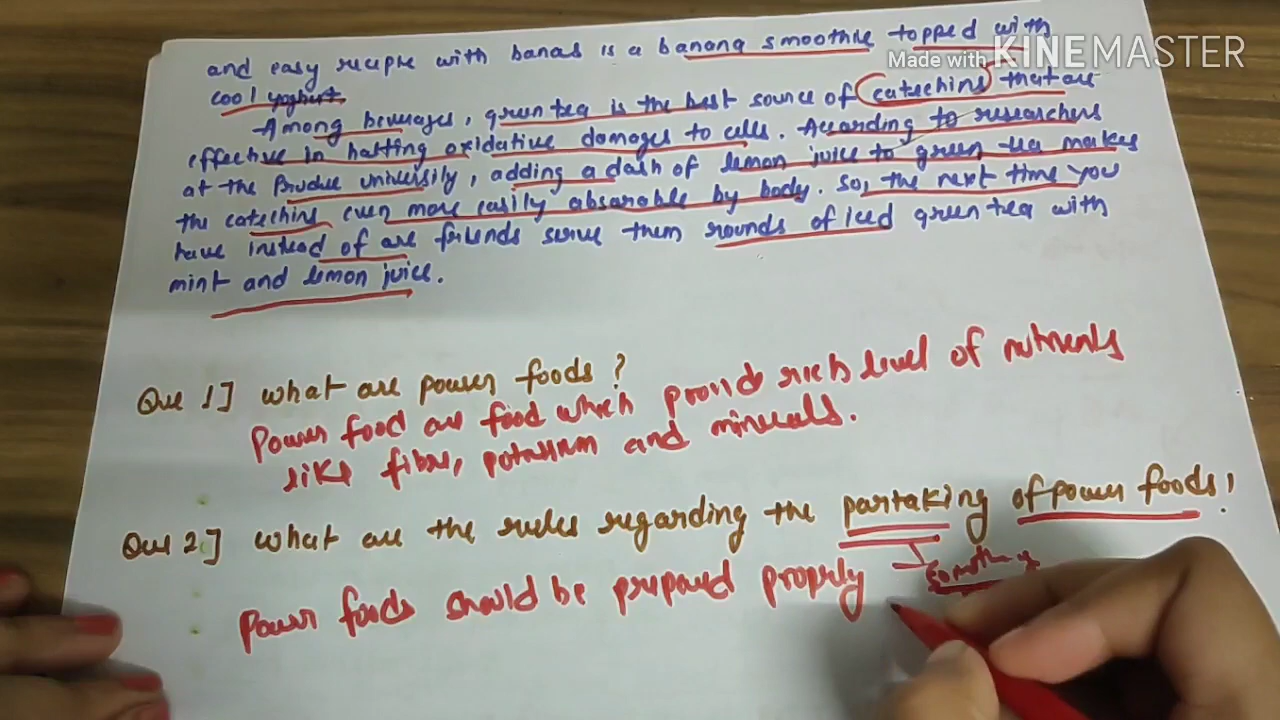 and easy recipe with banas is a banana smoothie topped with
Made with KINEMASTER
cool yoghurt.
Among beverages, green tea is the best source of catechins that are
effective in halting oxidative damages to cells. According to researchers
at the Prudue university, adding a dash of lemon juice to green tea makes
the catechins even more easily absorable by body. So, the next time you
have instead of are friends serve them rounds of iced green tea with
mint and lemon juice.
Que 1] what are power foods ?
Power food are food which provid rich level of nutrients
like fibre, potassium and minerals.
Que 2.] what are the rules regarding the partaking of power foods!
something
Power foods should be prepared properly